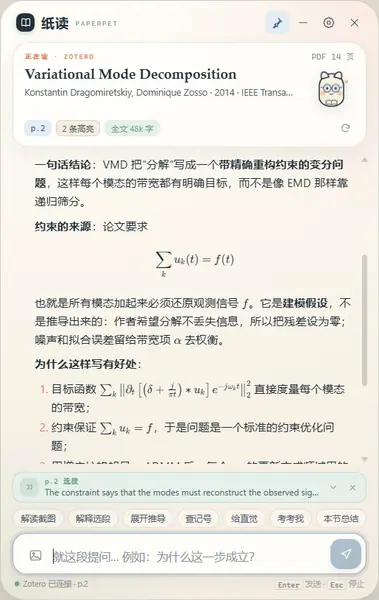 纸读 PAPERPET
正在读 · ZOTERO PDF 14 页
Variational Mode Decomposition
Konstantin Dragomiretskiy, Dominique Zosso · 2014 · IEEE Transa...
p.2 2 条高亮 全文 48k 字
一句话结论：VMD 把“分解”写成一个带精确重构约束的变分问
题，这样每个模态的带宽都有明确目标，而不是像 EMD 那样靠
递归筛分。
约束的来源：论文要求
∑_k u_k(t) = f(t)
也就是所有模态加起来必须还原观测信号 f。它是建模假设，不
是推导出来的：作者希望分解不丢失信息，所以把残差设为零；
噪声和拟合误差留给带宽项 α 去权衡。
为什么这样写有好处：
1. 目标函数 ∑_k ‖∂_t [(δ + j/πt) * u_k] e^{-jω_k t}‖_2^2 直接度量每个模态
的带宽；
2. 约束保证 ∑_k u_k = f，于是问题是一个标准的约束优化问
题；
p.2 选段
The constraint says that the modes must reconstruct the observed sig...
解读截图 解释选段 展开推导 查记号 给直觉 考考我 本节总结
就这段提问... 例如：为什么这一步成立？
Zotero 已连接 · p.2 Enter 发送 · Esc 停止